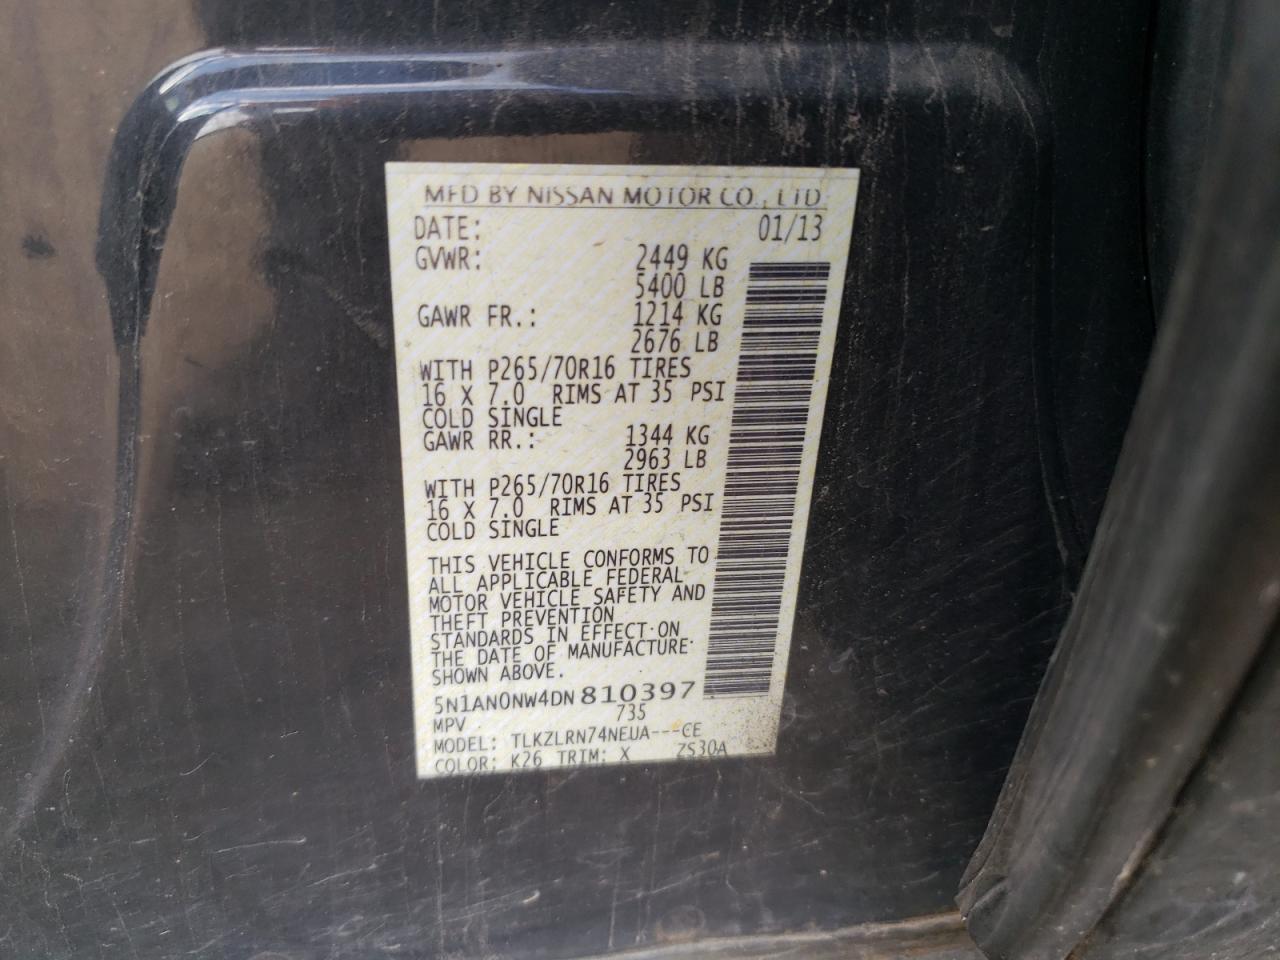 MFD BY NISSAN MOTOR CO., LTD
DATE: 01/13
GVWR: 2449 KG
5400 LB
GAWR FR.: 1214 KG
2676 LB
WITH P265/70R16 TIRES
16 X 7.0 RIMS AT 35 PSI
COLD SINGLE
GAWR RR.: 1344 KG
2963 LB
WITH P265/70R16 TIRES
16 X 7.0 RIMS AT 35 PSI
COLD SINGLE
THIS VEHICLE CONFORMS TO
ALL APPLICABLE FEDERAL
MOTOR VEHICLE SAFETY AND
THEFT PREVENTION
STANDARDS IN EFFECT ON
THE DATE OF MANUFACTURE
SHOWN ABOVE.
5N1AN0NW4DN810397
MPV 735
MODEL: TLKZLRN74NEUA---CE
COLOR: K26 TRIM: X ZS30A